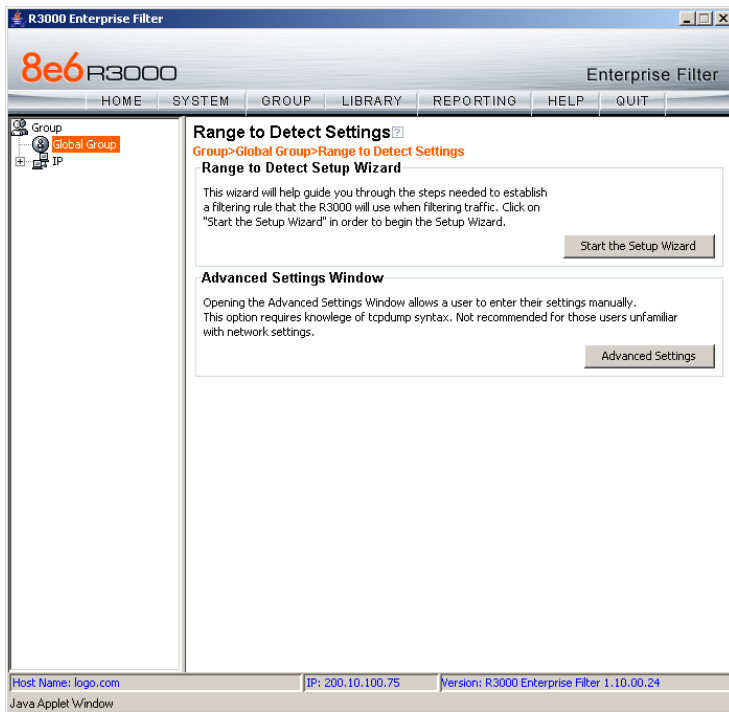 R3000 Enterprise Filter
8e6 R3000
Enterprise Filter
HOME SYSTEM GROUP LIBRARY REPORTING HELP QUIT
Group
Global Group
IP
Range to Detect Settings?
Group>Global Group>Range to Detect Settings
Range to Detect Setup Wizard
This wizard will help guide you through the steps needed to establish
a filtering rule that the R3000 will use when filtering traffic. Click on
"Start the Setup Wizard" in order to begin the Setup Wizard.
Start the Setup Wizard
Advanced Settings Window
Opening the Advanced Settings Window allows a user to enter their settings manually.
This option requires knowlege of tcpdump syntax. Not recommended for those users unfamiliar
with network settings.
Advanced Settings
Host Name: logo.com
IP: 200.10.100.75
Version: R3000 Enterprise Filter 1.10.00.24
Java Applet Window